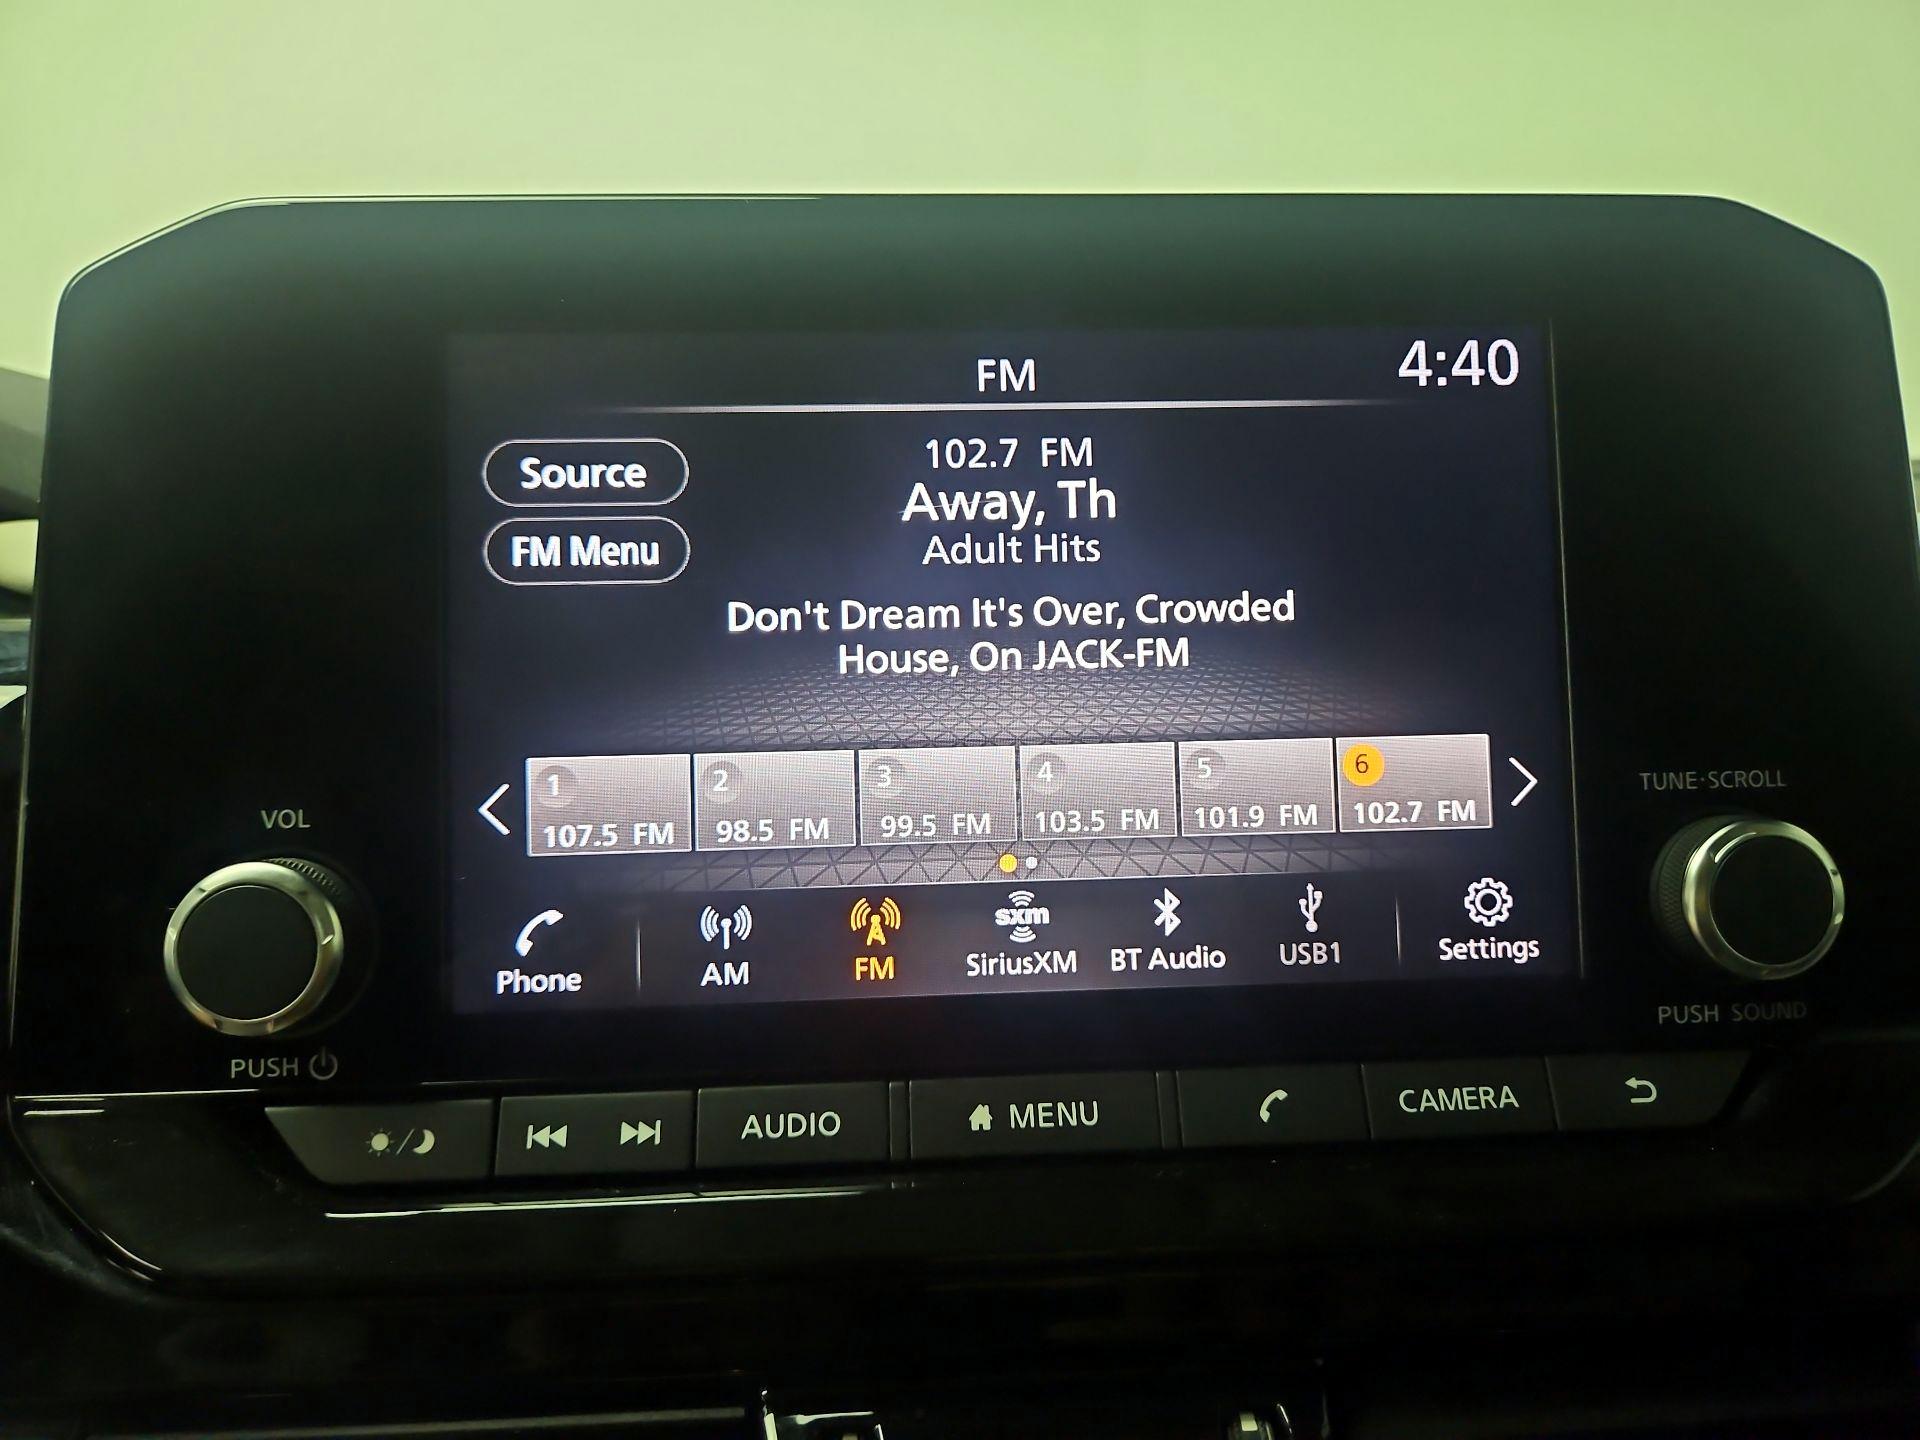 FM
4:40
Source
102.7 FM
Away, Th
FM Menu
Adult Hits
Don't Dream It's Over, Crowded
House, On JACK-FM
1 2 3 4 5 6
107.5 FM 98.5 FM 99.5 FM 103.5 FM 101.9 FM 102.7 FM
sxm
Phone AM FM SiriusXM BT Audio USB1 Settings
VOL
PUSH
TUNE·SCROLL
PUSH SOUND
AUDIO MENU CAMERA